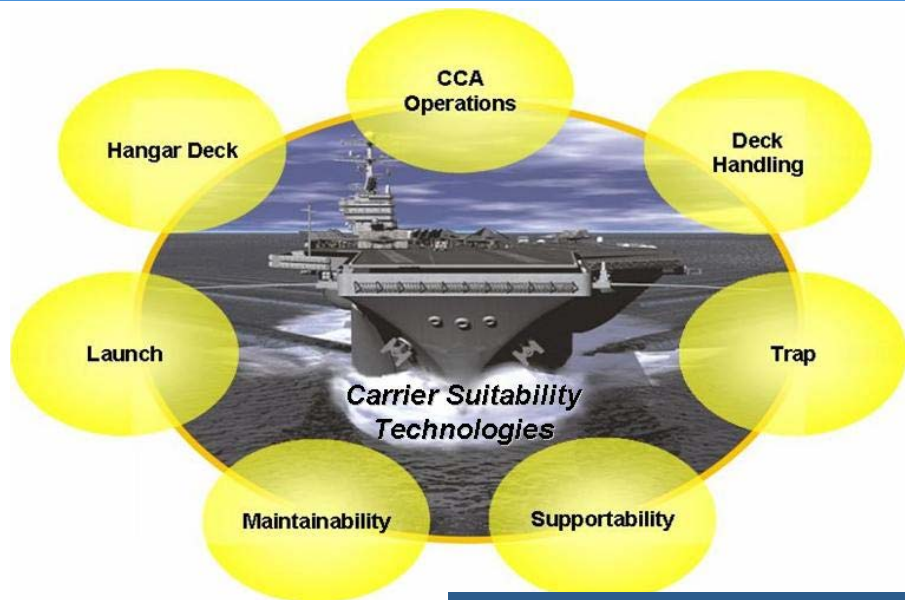 CCA
Operations
Hangar Deck
Deck
Handling
Launch
Trap
Carrier Suitability
Technologies
Maintainability
Supportability